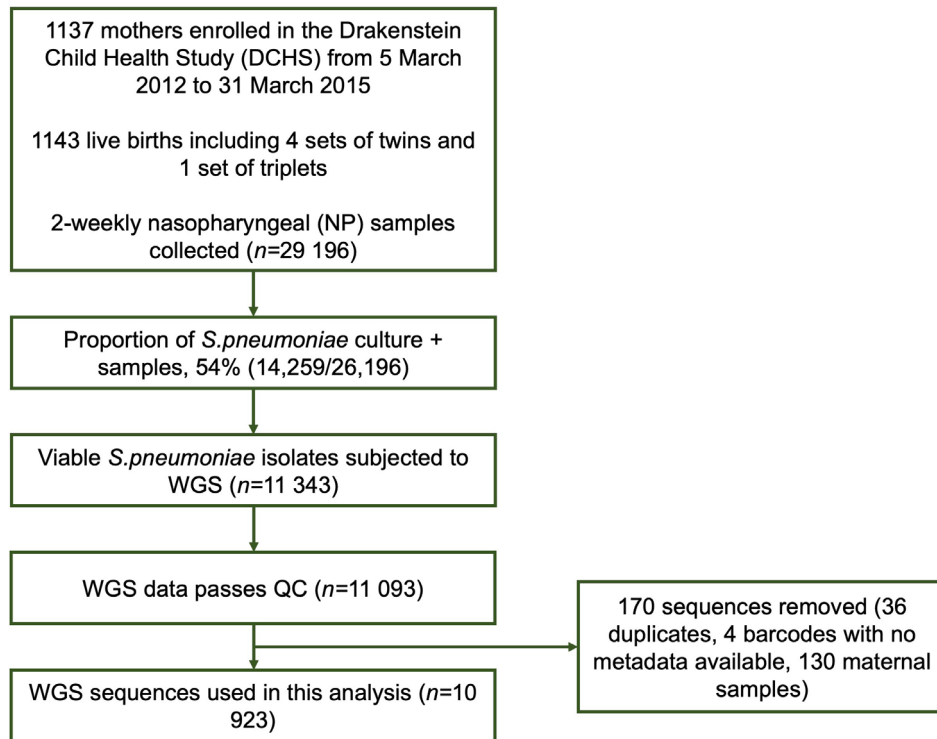 1137 mothers enrolled in the Drakenstein
Child Health Study (DCHS) from 5 March
2012 to 31 March 2015
1143 live births including 4 sets of twins and
1 set of triplets
2-weekly nasopharyngeal (NP) samples
collected (n=29 196)
Proportion of S.pneumoniae culture +
samples, 54% (14,259/26,196)
Viable S.pneumoniae isolates subjected to
WGS (n=11 343)
WGS data passes QC (n=11 093)
170 sequences removed (36
duplicates, 4 barcodes with no
metadata available, 130 maternal
samples)
WGS sequences used in this analysis (n=10
923)